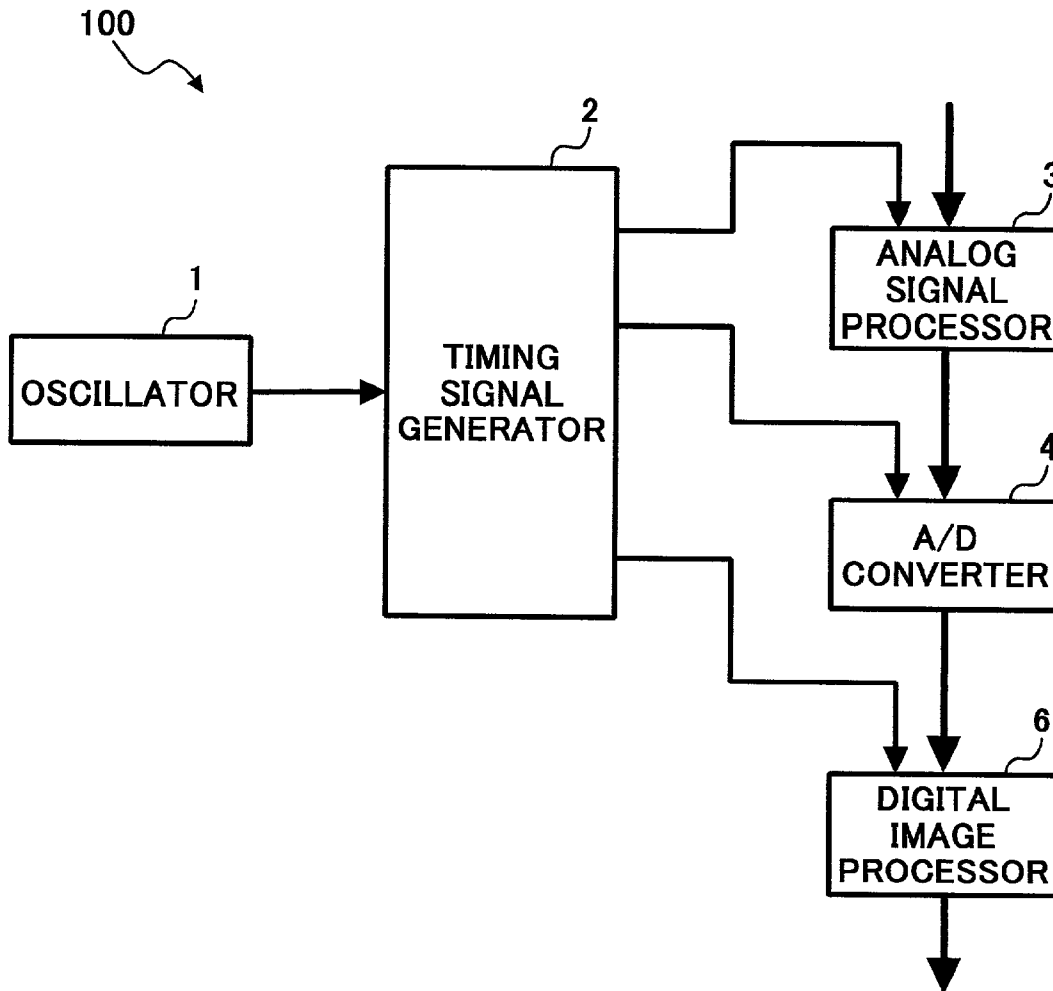 100
2
3
ANALOG
SIGNAL
PROCESSOR
1
OSCILLATOR
TIMING
SIGNAL
GENERATOR
4
A/D
CONVERTER
6
DIGITAL
IMAGE
PROCESSOR